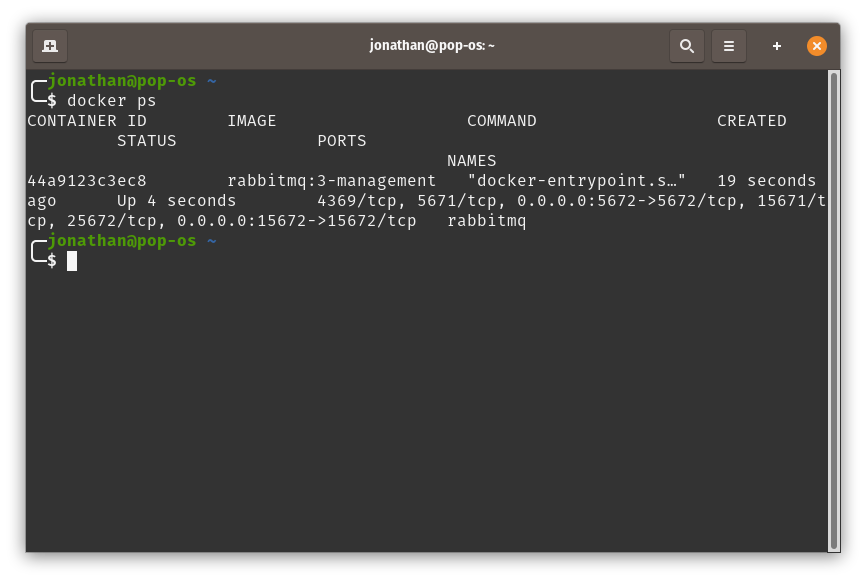 jonathan@pop-os: ~
jonathan@pop-os ~
$ docker ps
CONTAINER ID        IMAGE                   COMMAND                  CREATED
         STATUS              PORTS
                                          NAMES
44a9123c3ec8        rabbitmq:3-management   "docker-entrypoint.s…"   19 seconds
ago      Up 4 seconds        4369/tcp, 5671/tcp, 0.0.0.0:5672->5672/tcp, 15671/t
cp, 25672/tcp, 0.0.0.0:15672->15672/tcp   rabbitmq
jonathan@pop-os ~
$